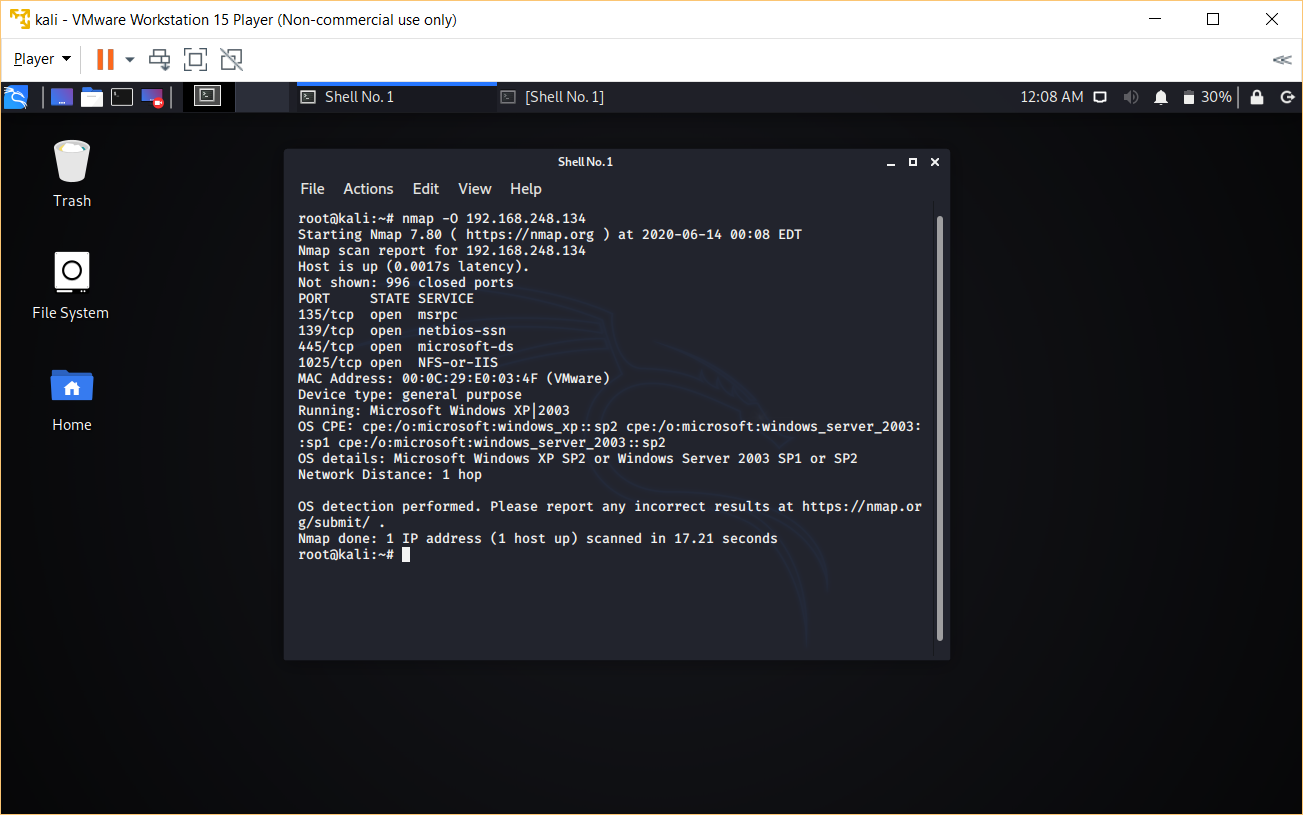 kali - VMware Workstation 15 Player (Non-commercial use only)
Player
Shell No. 1
[Shell No. 1]
12:08 AM
30%
Trash
File System
Home
Shell No. 1
File Actions Edit View Help
root@kali:~# nmap -O 192.168.248.134
Starting Nmap 7.80 ( https://nmap.org ) at 2020-06-14 00:08 EDT
Nmap scan report for 192.168.248.134
Host is up (0.0017s latency).
Not shown: 996 closed ports
PORT     STATE SERVICE
135/tcp  open  msrpc
139/tcp  open  netbios-ssn
445/tcp  open  microsoft-ds
1025/tcp open  NFS-or-IIS
MAC Address: 00:0C:29:E0:03:4F (VMware)
Device type: general purpose
Running: Microsoft Windows XP|2003
OS CPE: cpe:/o:microsoft:windows_xp::sp2 cpe:/o:microsoft:windows_server_2003:
:sp1 cpe:/o:microsoft:windows_server_2003::sp2
OS details: Microsoft Windows XP SP2 or Windows Server 2003 SP1 or SP2
Network Distance: 1 hop
OS detection performed. Please report any incorrect results at https://nmap.or
g/submit/ .
Nmap done: 1 IP address (1 host up) scanned in 17.21 seconds
root@kali:~#